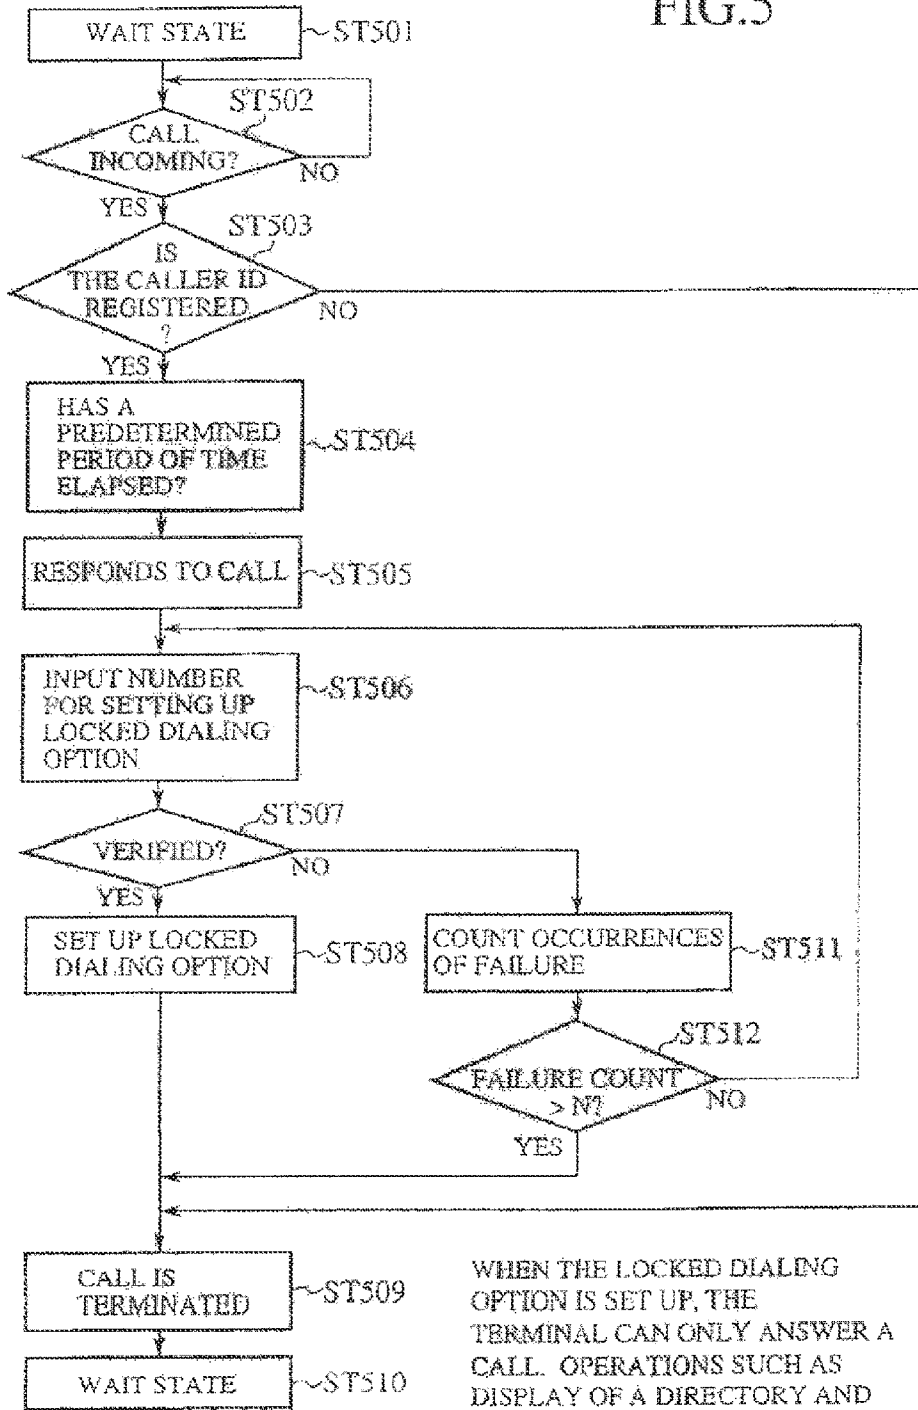 FIG.5
WAIT STATE
ST501
ST502
CALL
INCOMING?
NO
YES
ST503
IS
THE CALLER ID
REGISTERED
?
NO
YES
HAS A
PREDETERMINED
PERIOD OF TIME
ELAPSED?
ST504
RESPONDS TO CALL
ST505
INPUT NUMBER
FOR SETTING UP
LOCKED DIALING
OPTION
ST506
ST507
VERIFIED?
NO
YES
SET UP LOCKED
DIALING OPTION
ST508
COUNT OCCURRENCES
OF FAILURE
ST511
ST512
FAILURE COUNT
> N?
NO
YES
CALL IS
TERMINATED
ST509
WAIT STATE
ST510
WHEN THE LOCKED DIALING
OPTION IS SET UP, THE
TERMINAL CAN ONLY ANSWER A
CALL. OPERATIONS SUCH AS
DISPLAY OF A DIRECTORY AND